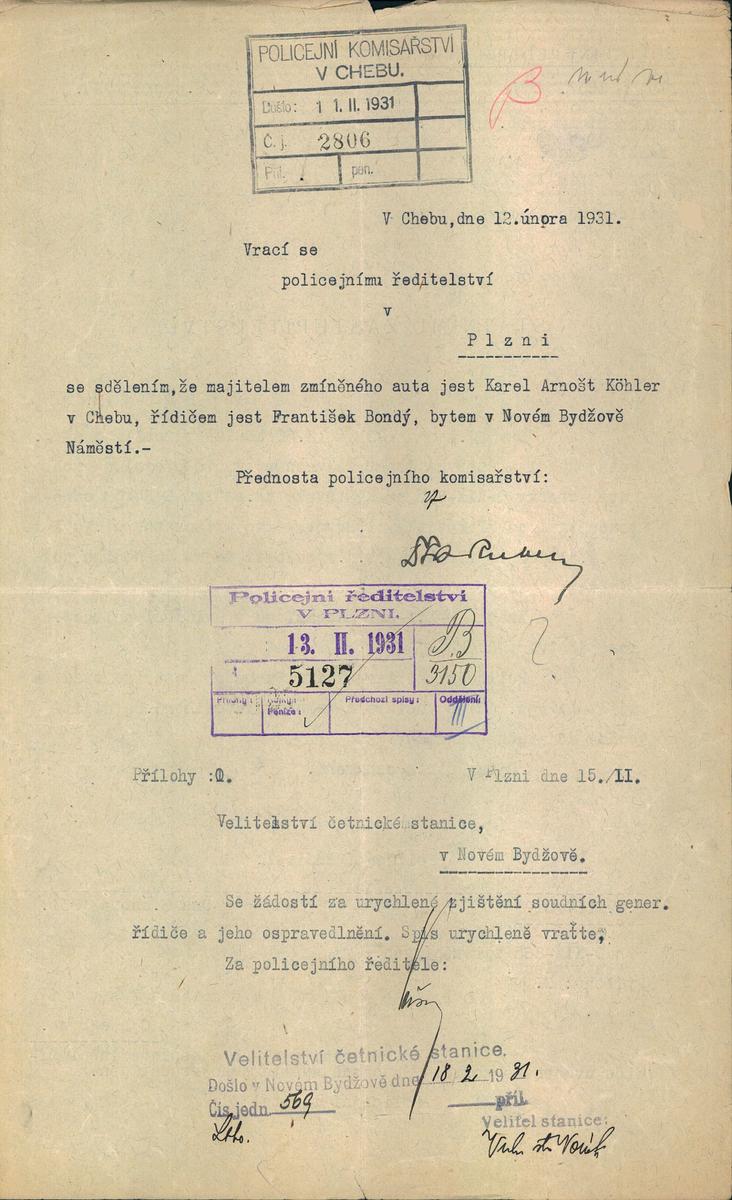 POLICEJNÍ KOMISAŘSTVÍ
V CHEBU.
Došlo: 1 1. II. 1931
Č. j. 2806
Příl. pen.
B
V Chebu,dne 12.února 1931.
Vrací se
policejnímu ředitelství
v
Plzni
se sdělením,že majitelem zmíněného auta jest Karel Arnošt Köhler
v Chebu, řídičem jest František Bondý, bytem v Novém Bydžově
Náměstí.-
Přednosta policejního komisařství:
Policejní ředitelství
V PLZNI.
13. II. 1931
5127
B
3150
Přílohy: Peníze: Předchozí spisy: Oddělení:
III
Přílohy :0. V Plzni dne 15./II.
Velitelství četnické stanice,
v Novém Bydžově.
Se žádostí za urychlené zjištění soudních gener.
řídiče a jeho ospravedlnění. Spis urychleně vraťte,
Za policejního ředitele:
Velitelství četnické stanice.
Došlo v Novém Bydžově dne 18/2 1931.
Čís. jedn. 569 příl.
Velitel stanice: